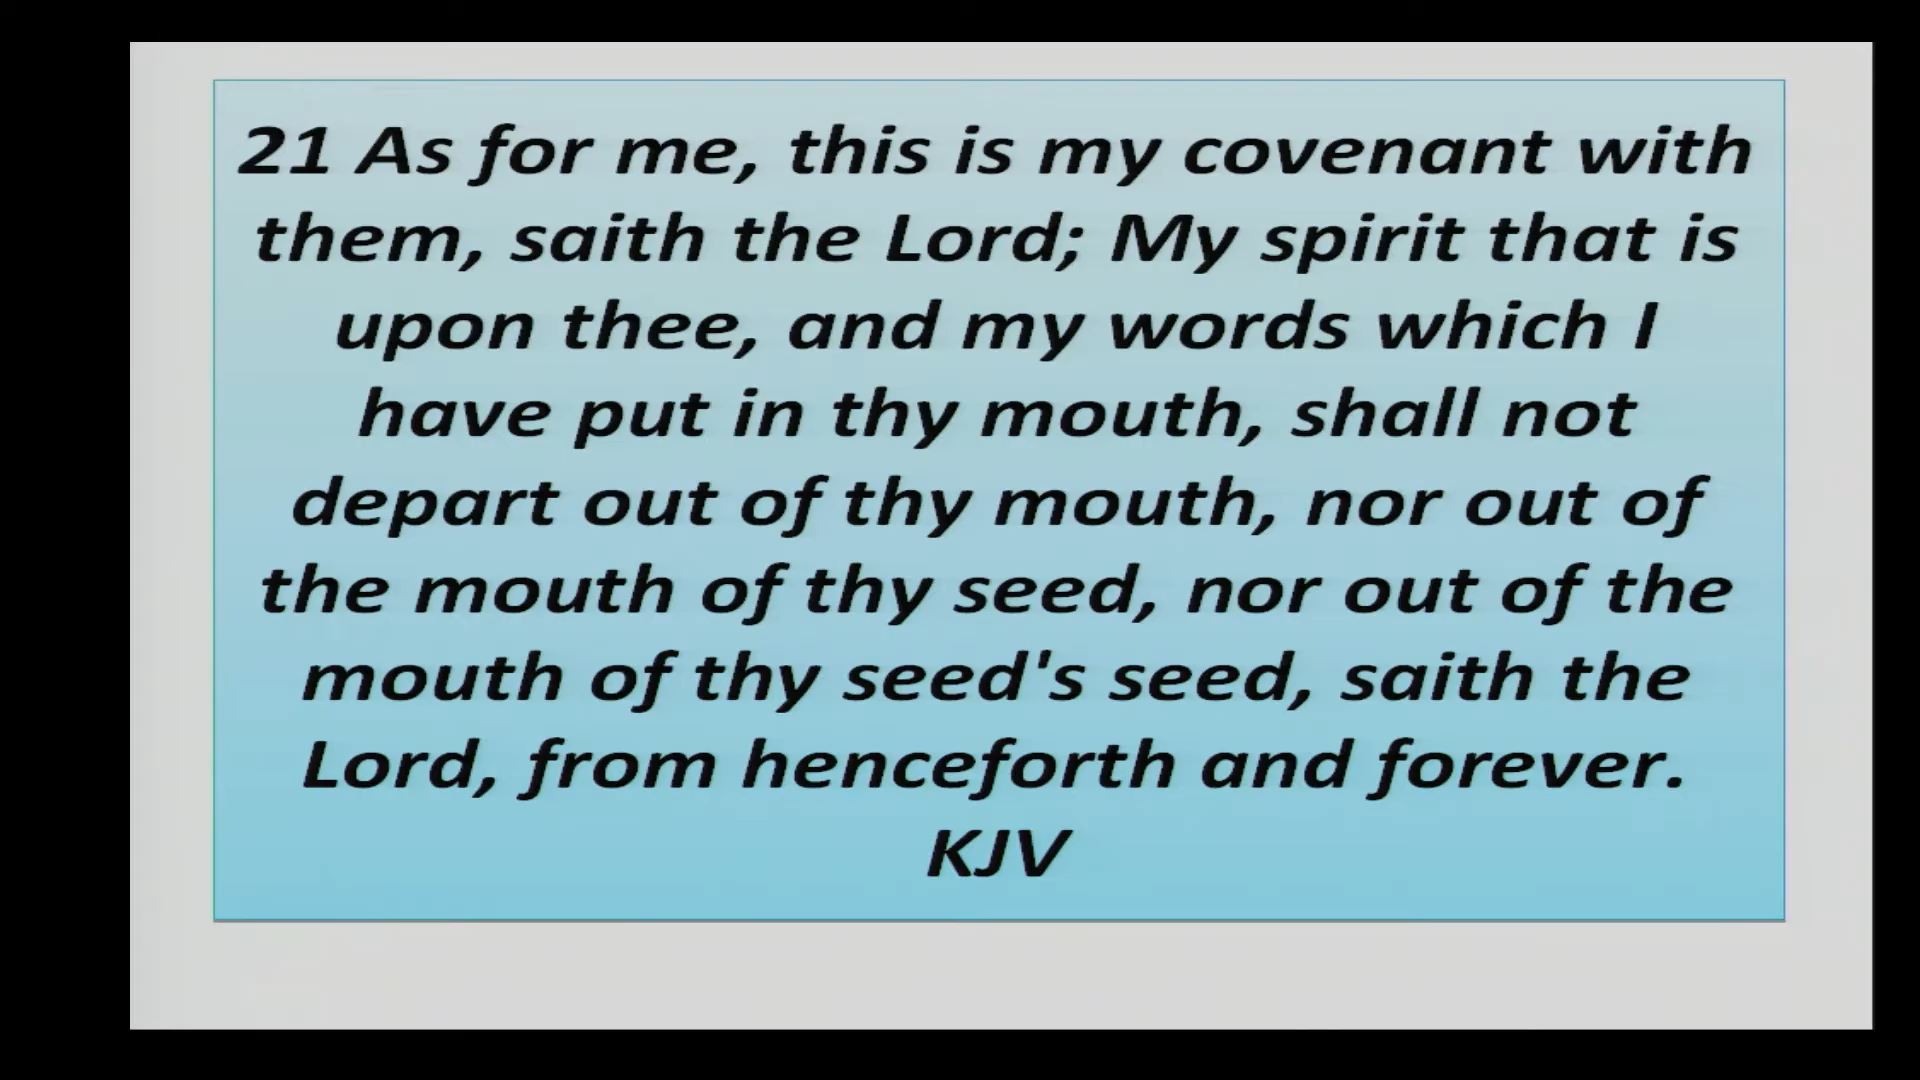 21 As for me, this is my covenant with
them, saith the Lord; My spirit that is
upon thee, and my words which I
have put in thy mouth, shall not
depart out of thy mouth, nor out of
the mouth of thy seed, nor out of the
mouth of thy seed's seed, saith the
Lord, from henceforth and forever.
KJV